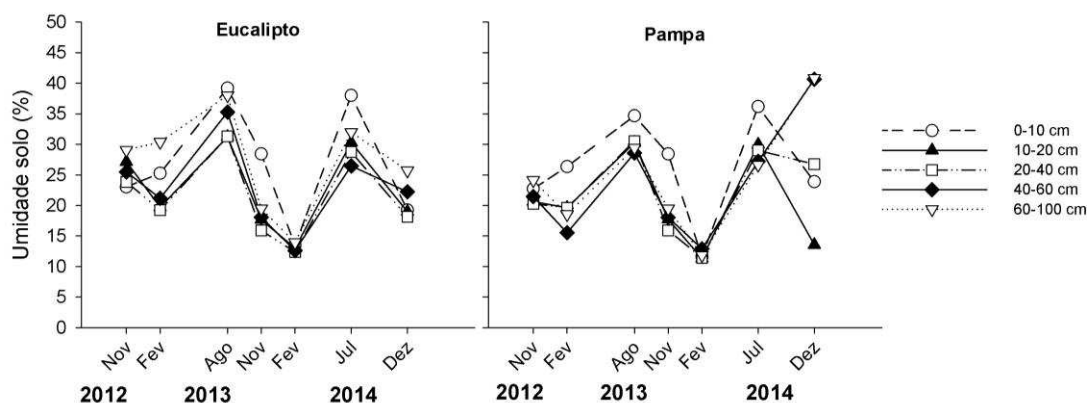 Eucalipto
Pampa
Umidade solo (%)
50
45
40
35
30
25
20
15
10
5
0
Nov Fev Ago Nov Fev Jul Dez
Nov Fev Ago Nov Fev Jul Dez
2012 2013 2014
2012 2013 2014
0-10 cm
10-20 cm
20-40 cm
40-60 cm
60-100 cm